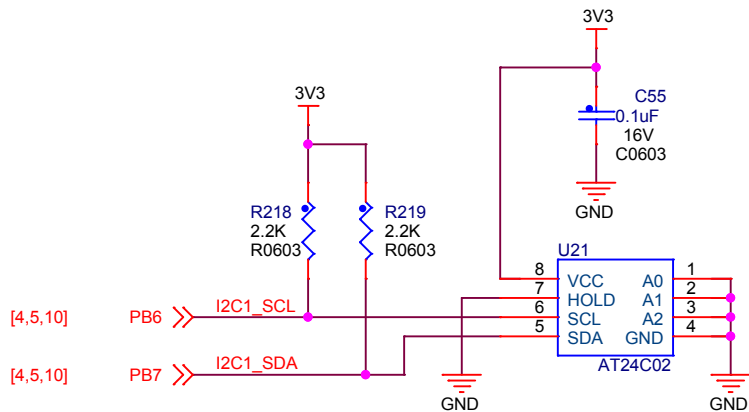 3V3
C55
0.1uF
16V
C0603
GND
3V3
R218
2.2K
R0603
R219
2.2K
R0603
U21
8 VCC A0 1
7 HOLD A1 2
6 SCL A2 3
5 SDA GND 4
AT24C02
[4,5,10] PB6 I2C1_SCL
[4,5,10] PB7 I2C1_SDA
GND
GND